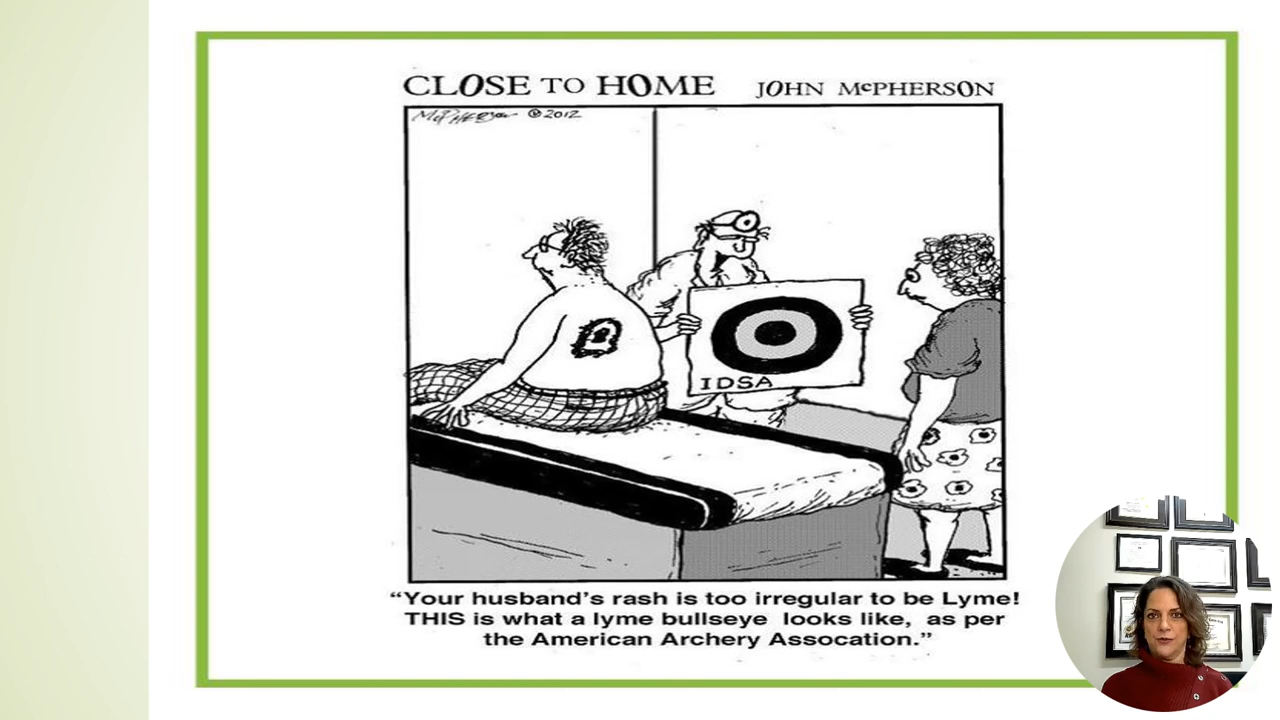 CLOSE TO HOME JOHN McPHERSON
McPHERSON ©2012
IDSA
“Your husband’s rash is too irregular to be Lyme!
THIS is what a lyme bullseye looks like, as per
the American Archery Assocation.”